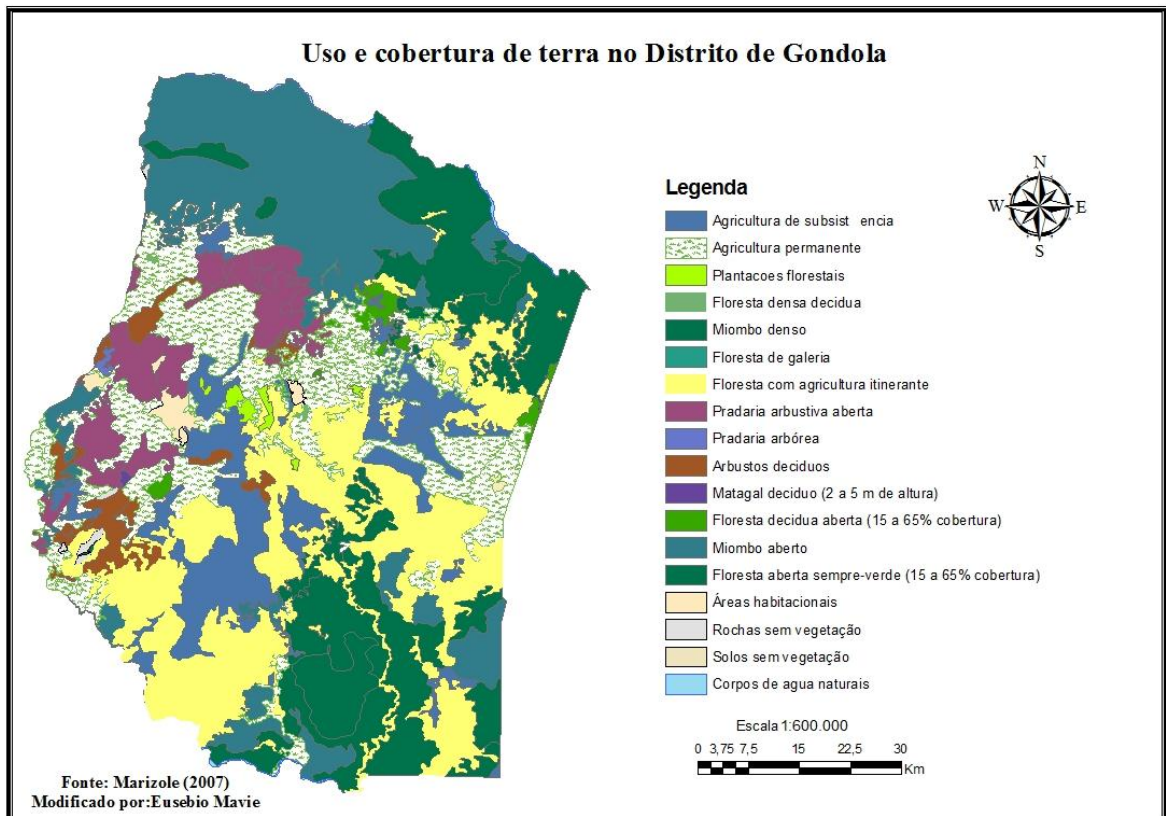 Uso e cobertura de terra no Distrito de Gondola
N
W E
S
Legenda
Agricultura de subsist encia
Agricultura permanente
Plantacoes florestais
Floresta densa decidua
Miombo denso
Floresta de galeria
Floresta com agricultura itinerante
Pradaria arbustiva aberta
Pradaria arbórea
Arbustos deciduos
Matagal deciduo (2 a 5 m de altura)
Floresta decidua aberta (15 a 65% cobertura)
Miombo aberto
Floresta aberta sempre-verde (15 a 65% cobertura)
Áreas habitacionais
Rochas sem vegetação
Solos sem vegetação
Corpos de agua naturais
Escala 1:600.000
0 3,75 7,5 15 22,5 30
Km
Fonte: Marizole (2007)
Modificado por:Eusebio Mavie